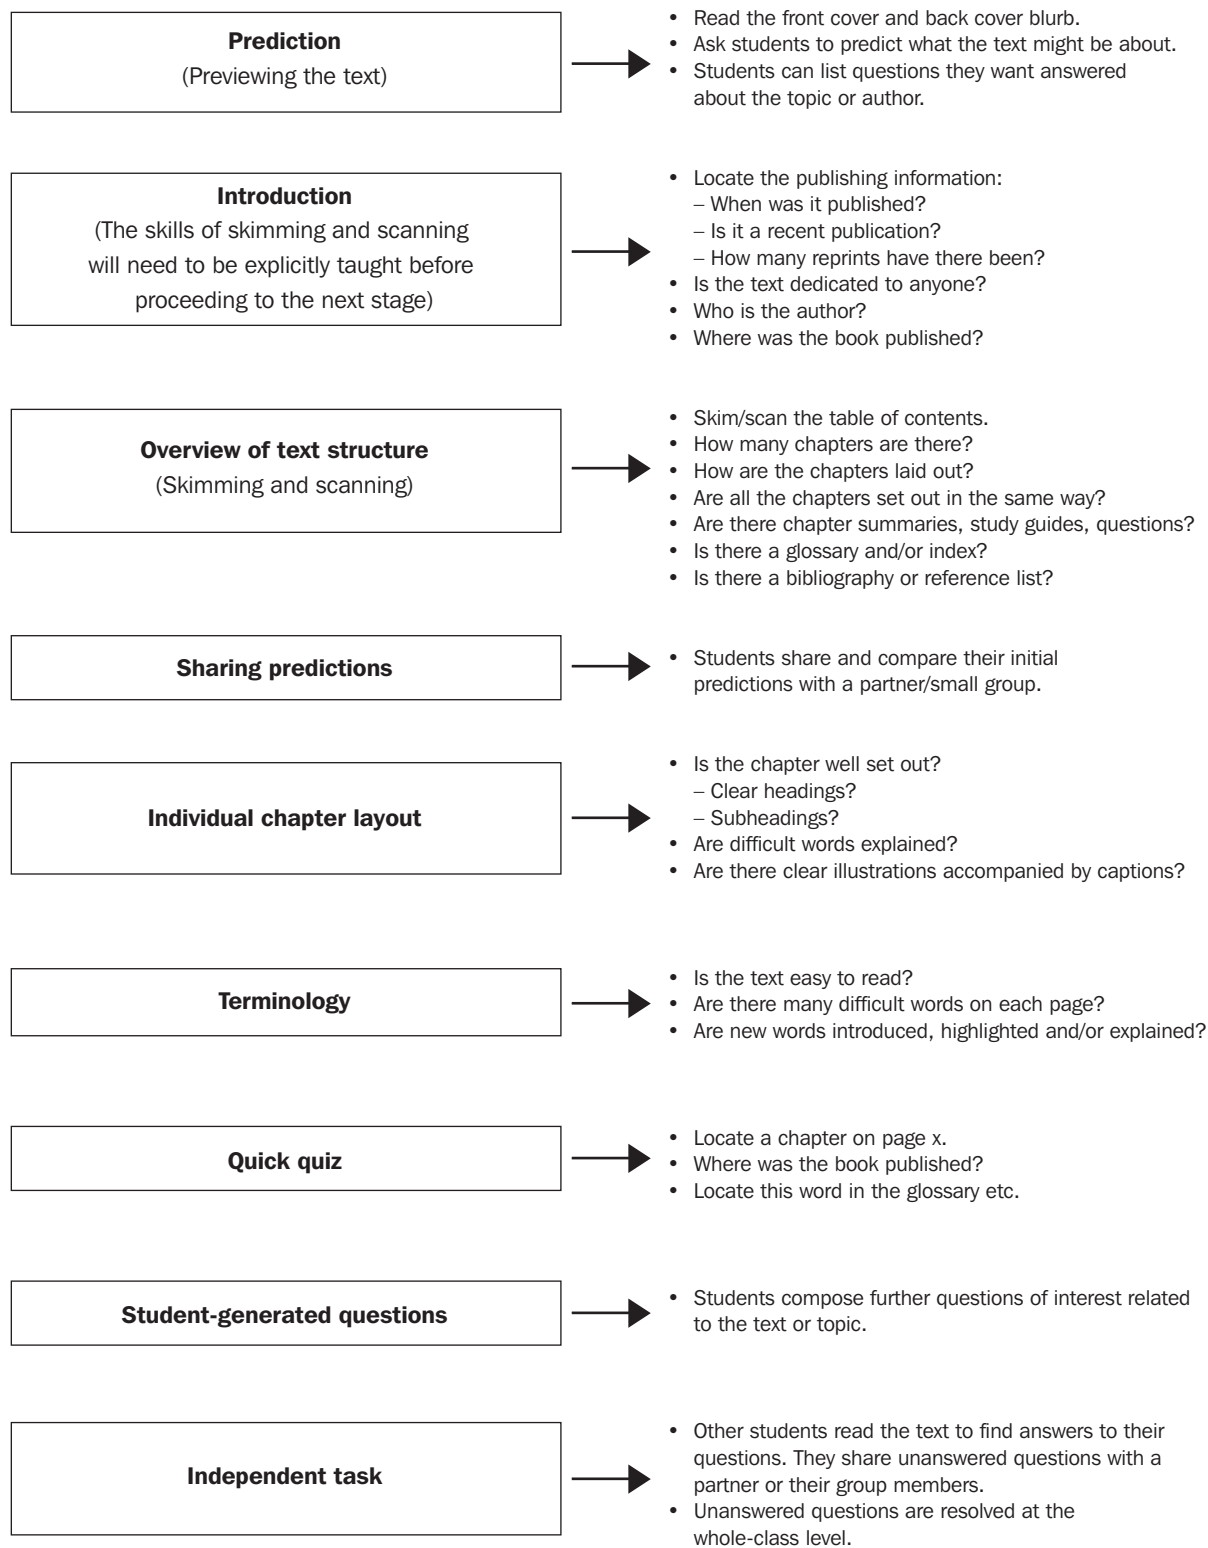 Prediction
(Previewing the text)
• Read the front cover and back cover blurb.
• Ask students to predict what the text might be about.
• Students can list questions they want answered
about the topic or author.
Introduction
(The skills of skimming and scanning
will need to be explicitly taught before
proceeding to the next stage)
• Locate the publishing information:
– When was it published?
– Is it a recent publication?
– How many reprints have there been?
• Is the text dedicated to anyone?
• Who is the author?
• Where was the book published?
Overview of text structure
(Skimming and scanning)
• Skim/scan the table of contents.
• How many chapters are there?
• How are the chapters laid out?
• Are all the chapters set out in the same way?
• Are there chapter summaries, study guides, questions?
• Is there a glossary and/or index?
• Is there a bibliography or reference list?
Sharing predictions
• Students share and compare their initial
predictions with a partner/small group.
Individual chapter layout
• Is the chapter well set out?
– Clear headings?
– Subheadings?
• Are difficult words explained?
• Are there clear illustrations accompanied by captions?
Terminology
• Is the text easy to read?
• Are there many difficult words on each page?
• Are new words introduced, highlighted and/or explained?
Quick quiz
• Locate a chapter on page x.
• Where was the book published?
• Locate this word in the glossary etc.
Student-generated questions
• Students compose further questions of interest related
to the text or topic.
Independent task
• Other students read the text to find answers to their
questions. They share unanswered questions with a
partner or their group members.
• Unanswered questions are resolved at the
whole-class level.